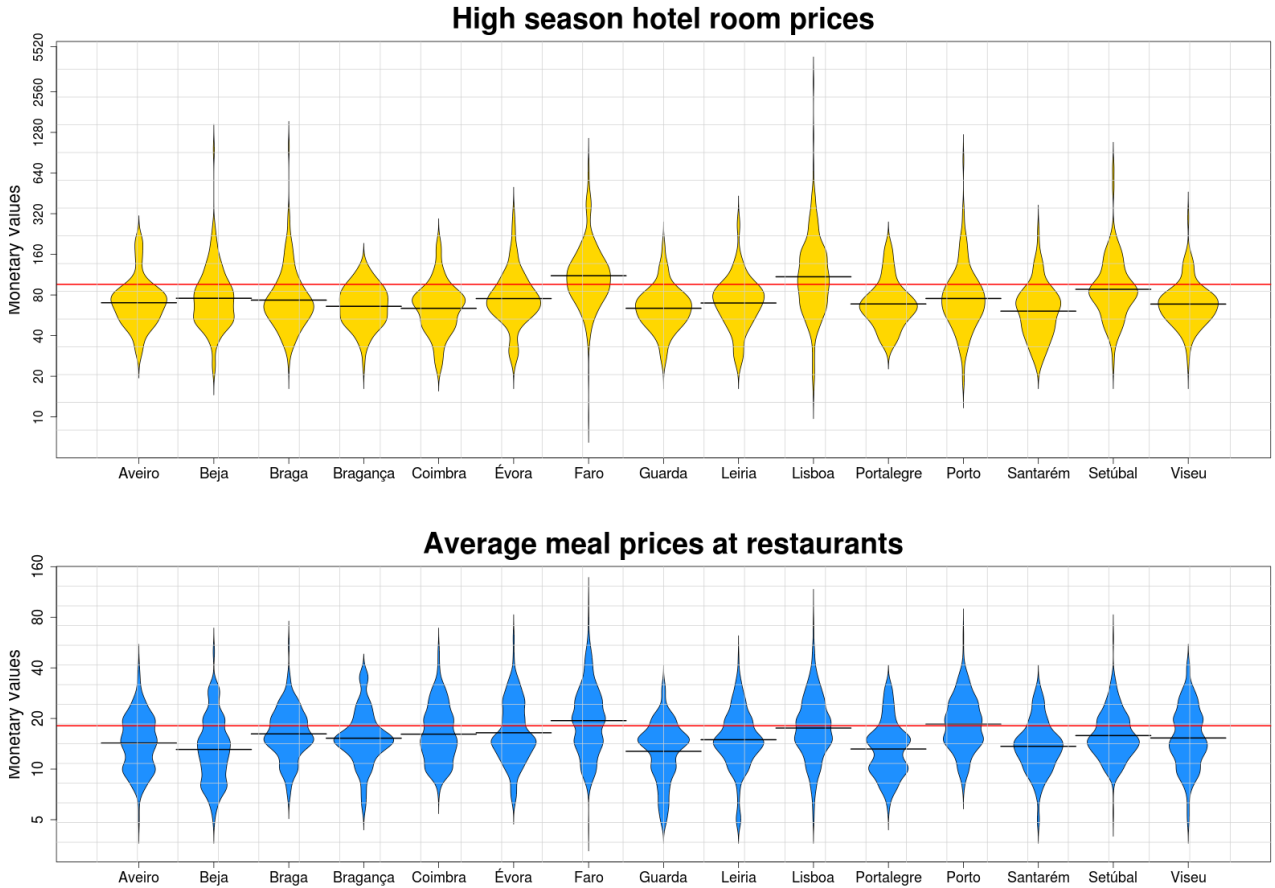 High season hotel room prices
Monetary Values
5520
2560
1280
640
320
160
80
40
20
10
Aveiro Beja Braga Bragança Coimbra Évora Faro Guarda Leiria Lisboa Portalegre Porto Santarém Setúbal Viseu
Average meal prices at restaurants
Monetary Values
160
80
40
20
10
5
Aveiro Beja Braga Bragança Coimbra Évora Faro Guarda Leiria Lisboa Portalegre Porto Santarém Setúbal Viseu